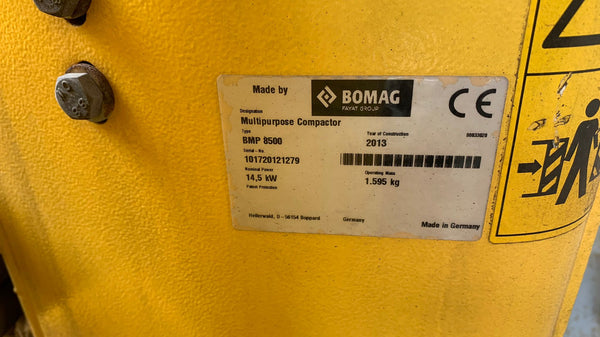 Made by
BOMAG
FAYAT GROUP
CE
Designation
Multipurpose Compactor
Type
BMP 8500
Year of Construction
2013
Serial - No
101720121279
Nominal Power
14,5 kW
Operating Mass
1.595 kg
Hellerwald, D - 56154 Boppard Germany
Made in Germany